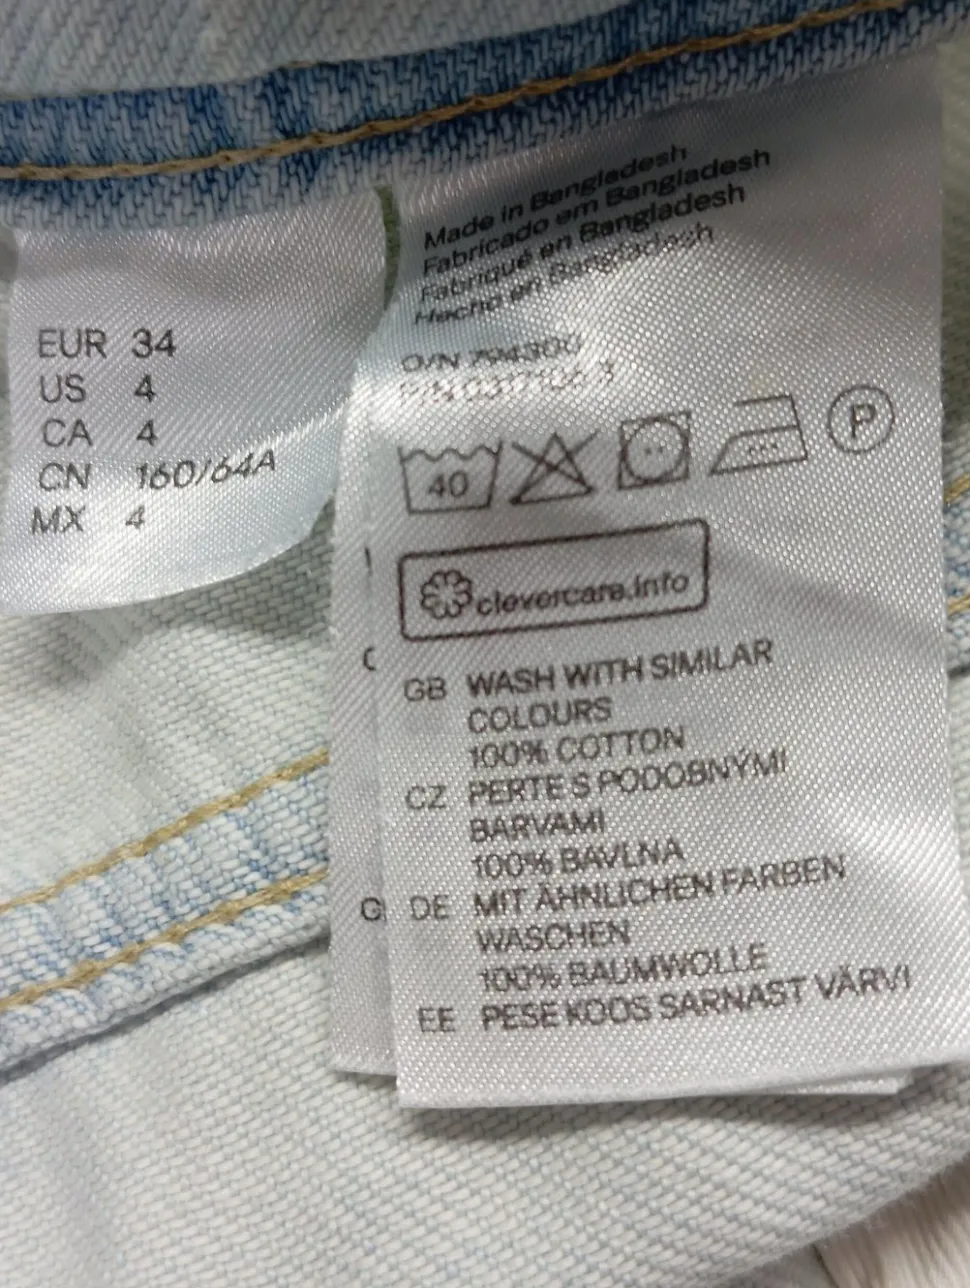 EUR 34
US 4
CA 4
CN 160/64A
MX 4
Made in Bangladesh
Fabricado em Bangladesh
Fabriqué en Bangladesh
Hecho en Bangladesh
O/N 794300
P/N
40
P
clevercare.info
GB WASH WITH SIMILAR
COLOURS
100% COTTON
CZ PERTE S PODOBNÝMI
BARVAMI
100% BAVLNA
DE MIT ÄHNLICHEN FARBEN
WASCHEN
100% BAUMWOLLE
EE PESE KOOS SARNAST VÄRVI